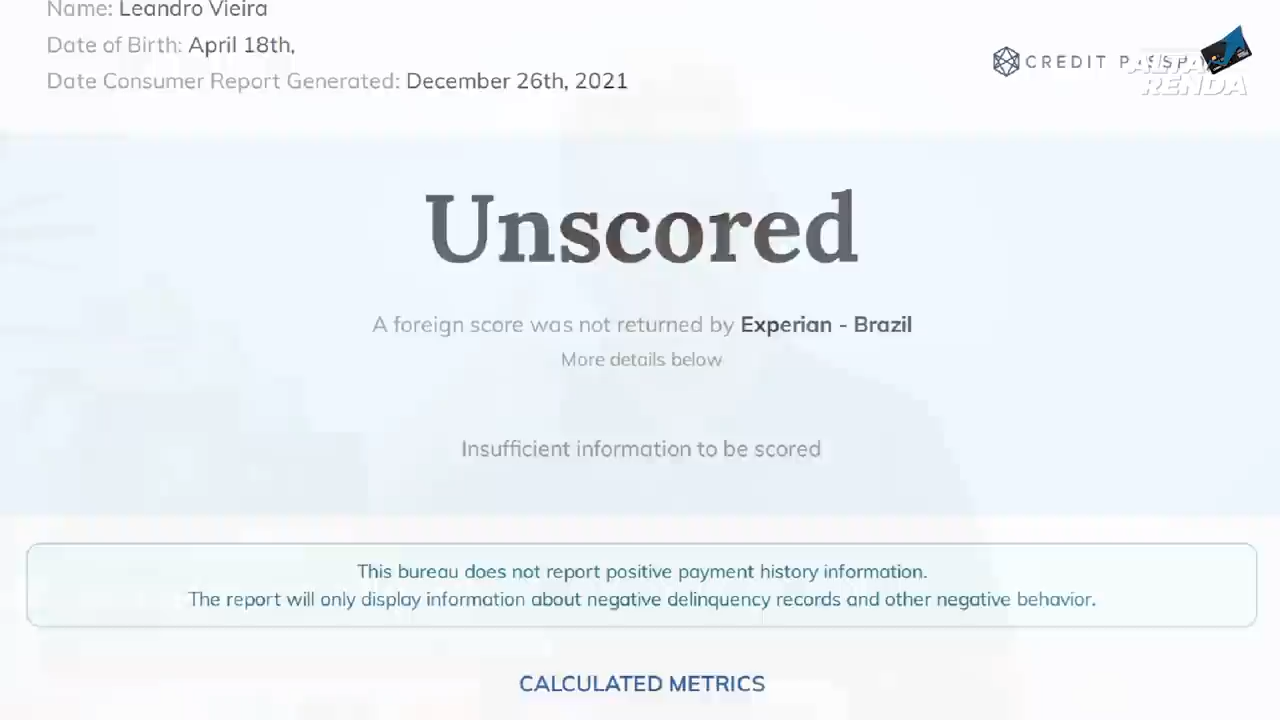 Name: Leandro Vieira
Date of Birth: April 18th,
Date Consumer Report Generated: December 26th, 2021
CREDIT PASSP
ALTA
RENDA
Unscored
A foreign score was not returned by Experian - Brazil
More details below
Insufficient information to be scored
This bureau does not report positive payment history information.
The report will only display information about negative delinquency records and other negative behavior.
CALCULATED METRICS